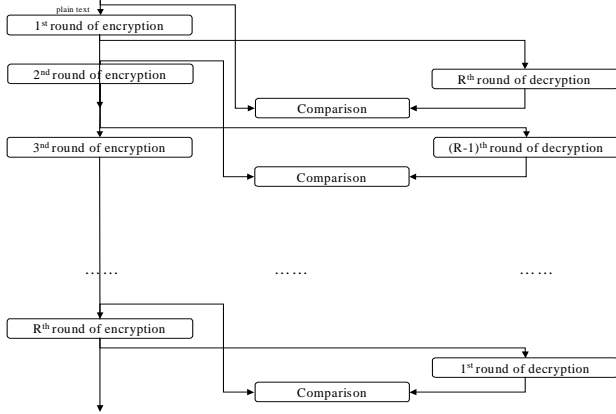 plain text
1st round of encryption
2nd round of encryption
Rth round of decryption
Comparison
3nd round of encryption
(R-1)th round of decryption
Comparison
…… …… ……
Rth round of encryption
1st round of decryption
Comparison